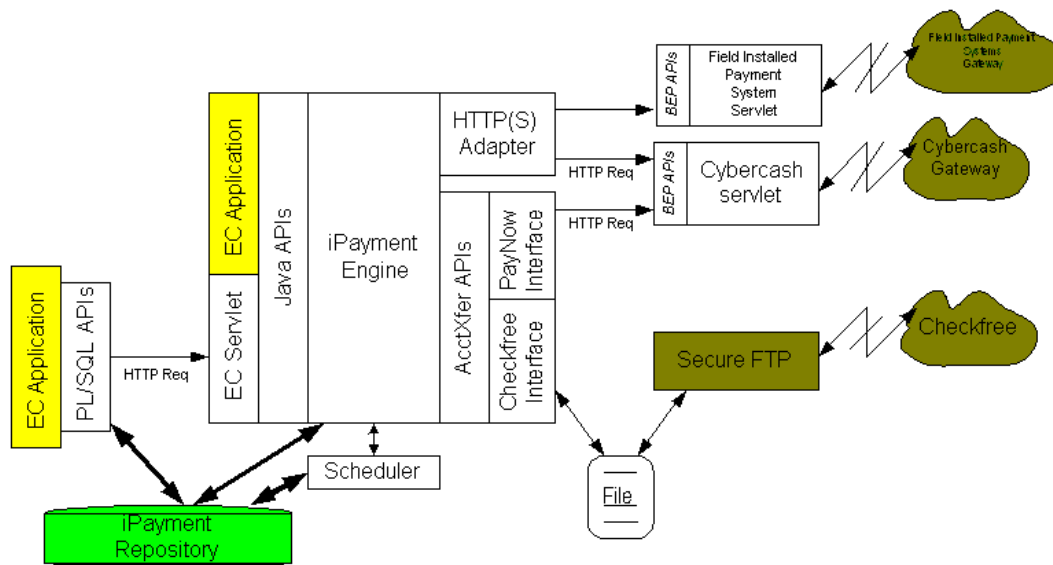 Field Installed Payment
Systems
Gateway
BEP APIs
Field Installed
Payment
System
Servlet
HTTP(S)
Adapter
HTTP Req
BEP APIs
Cybercash
servlet
Cybercash
Gateway
HTTP Req
EC Application
Java APIs
iPayment
Engine
AcctXfer APIs
PayNow
Interface
EC Servlet
Checkfree
Interface
EC Application
PL/SQL APIs
HTTP Req
Secure FTP
Checkfree
Scheduler
File
iPayment
Repository